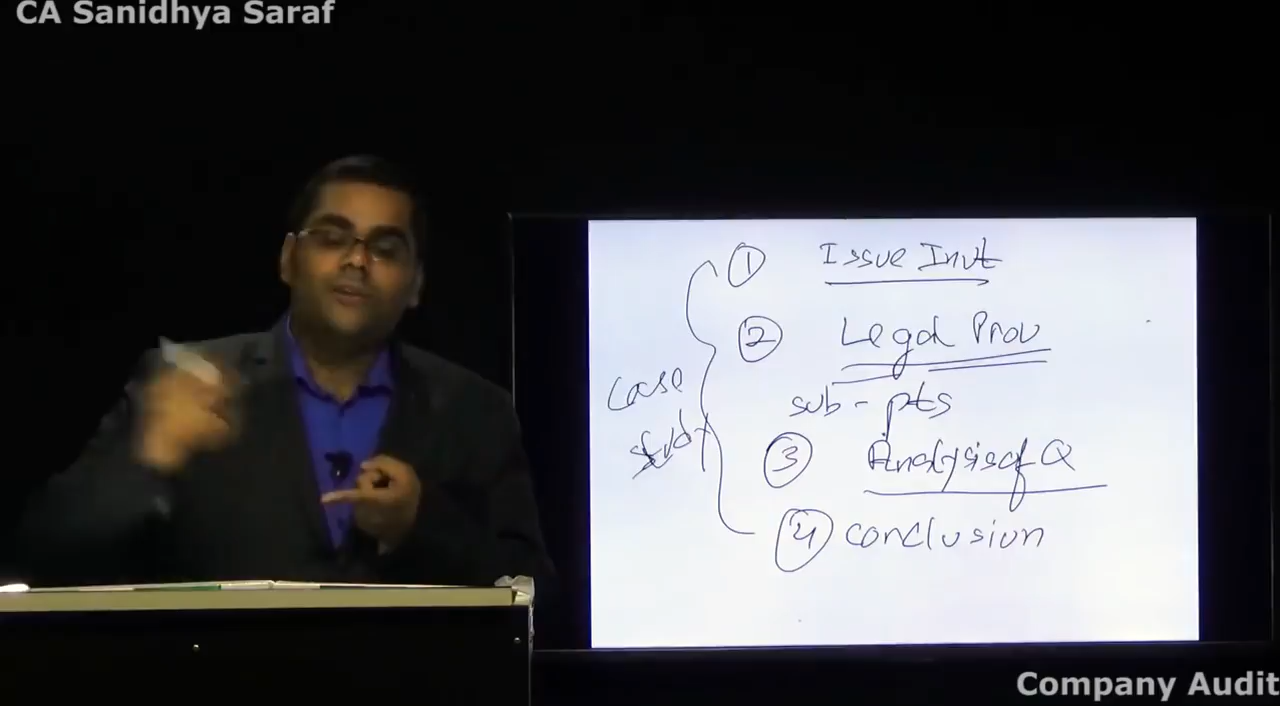 CA Sanidhya Saraf
① Issue Invt
② Legal Prov
sub - pts
case
③ Analysis of Q
④ conclusion
Company Audit